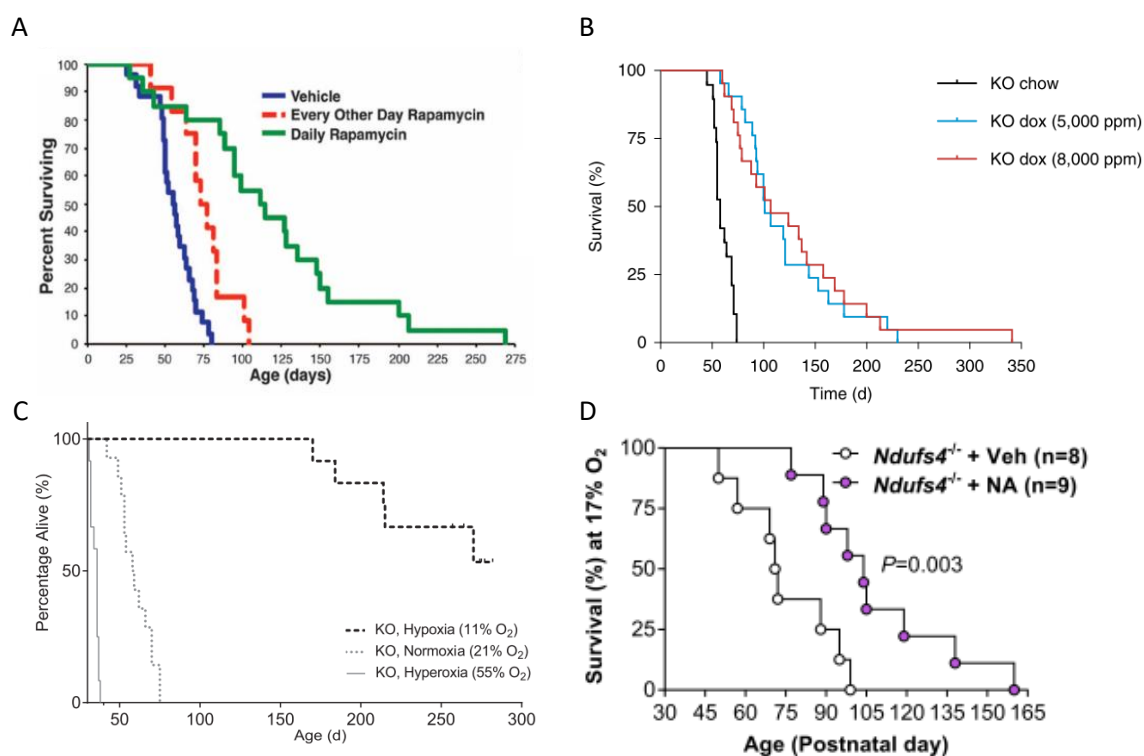 A
100
90
80
70
60
50
40
30
20
10
0
Percent Surviving
Vehicle
Every Other Day Rapamycin
Daily Rapamycin
0 25 50 75 100 125 150 175 200 225 250 275
Age (days)
B
100
75
50
25
0
Survival (%)
KO chow
KO dox (5,000 ppm)
KO dox (8,000 ppm)
0 50 100 150 200 250 300 350
Time (d)
C
100
50
0
Percentage Alive (%)
KO, Hypoxia (11% O₂)
KO, Normoxia (21% O₂)
KO, Hyperoxia (55% O₂)
50 100 150 200 250 300
Age (d)
D
100
75
50
25
0
Survival (%) at 17% O₂
Ndufs4⁻/⁻ + Veh (n=8)
Ndufs4⁻/⁻ + NA (n=9)
P=0.003
30 45 60 75 90 105 120 135 150 165
Age (Postnatal day)